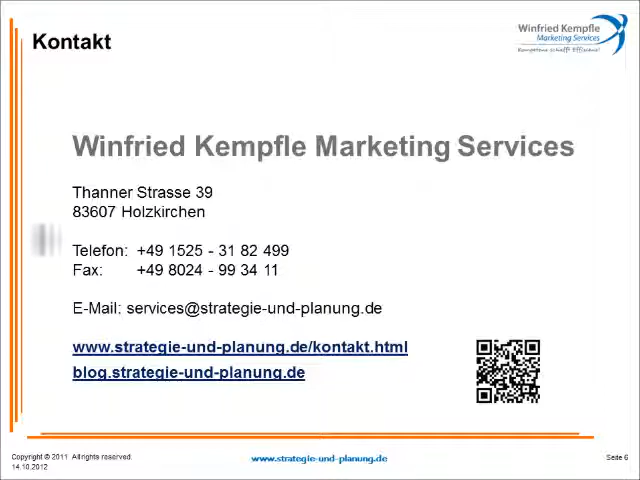 Kontakt
Winfried Kempfle
Marketing Services
Kompetenz schafft Effizienz!
Winfried Kempfle Marketing Services
Thanner Strasse 39
83607 Holzkirchen
Telefon: +49 1525 - 31 82 499
Fax: +49 8024 - 99 34 11
E-Mail: services@strategie-und-planung.de
www.strategie-und-planung.de/kontakt.html
blog.strategie-und-planung.de
Copyright © 2011 All rights reserved.
14.10.2012
www.strategie-und-planung.de
Seite 6